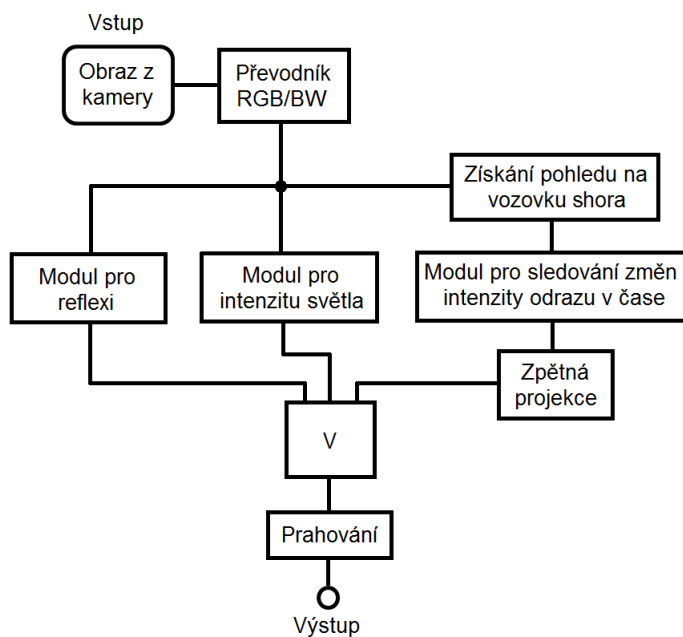 Vstup
Obraz z
kamery
Převodník
RGB/BW
Získání pohledu na
vozovku shora
Modul pro
reflexi
Modul pro
intenzitu světla
Modul pro sledování změn
intenzity odrazu v čase
Zpětná
projekce
V
Prahování
Výstup